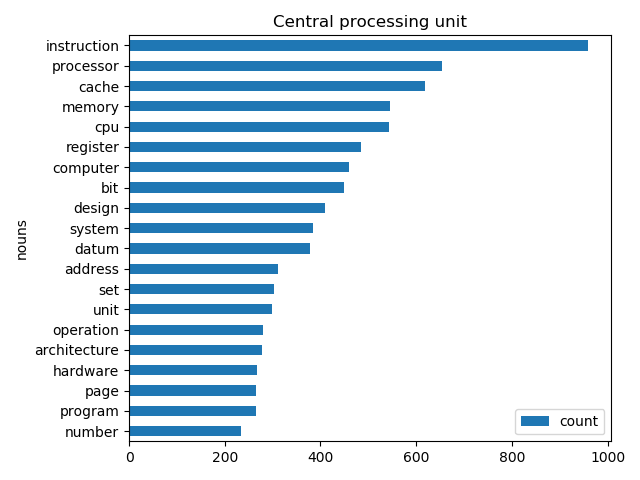 Central processing unit
instruction
processor
cache
memory
cpu
register
computer
bit
design
system
datum
address
set
unit
operation
architecture
hardware
page
program
number
nouns
count
0 200 400 600 800 1000